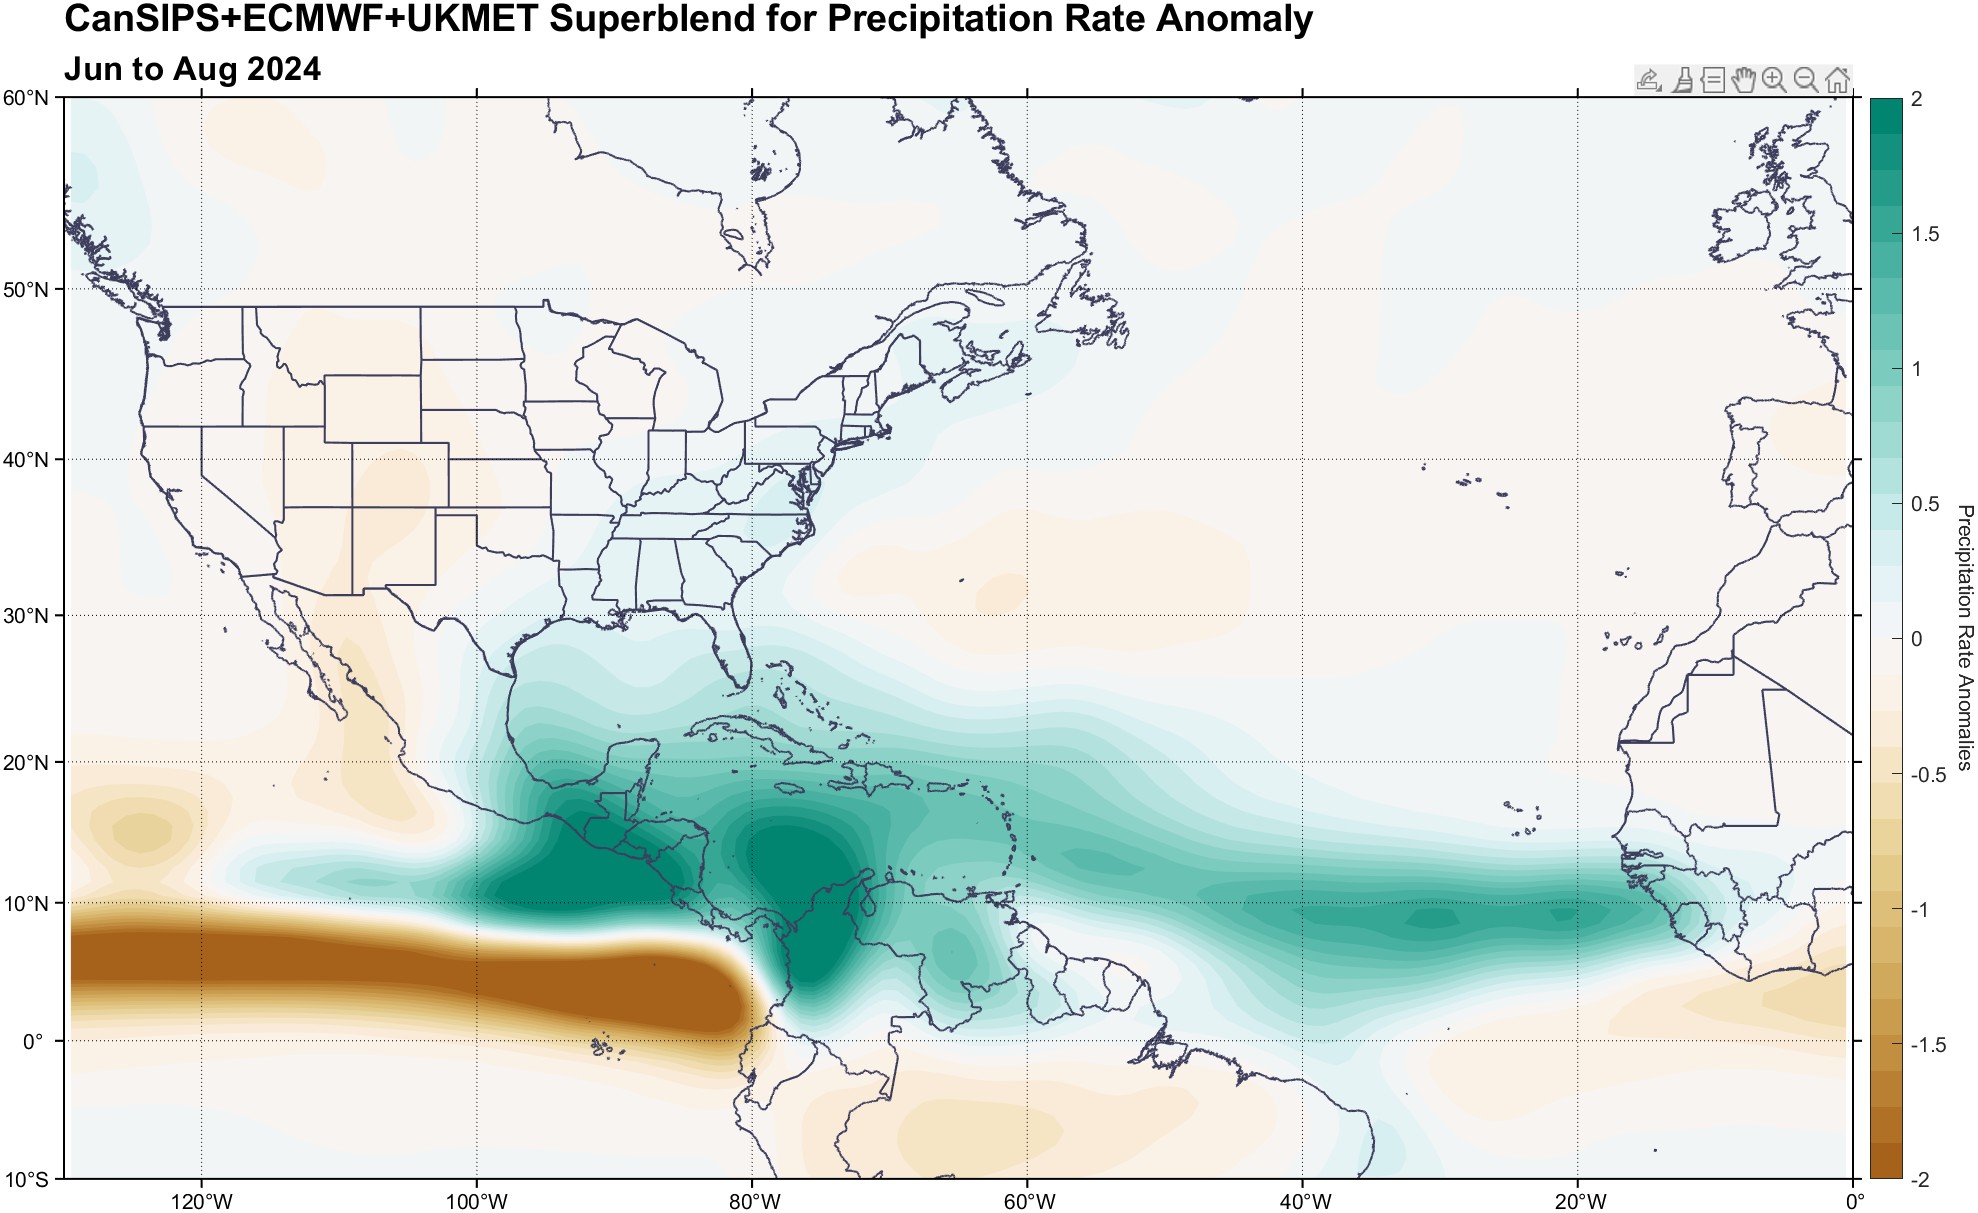 CanSIPS+ECMWF+UKMET Superblend for Precipitation Rate Anomaly
Jun to Aug 2024
60°N
50°N
40°N
30°N
20°N
10°N
0°
10°S
120°W
100°W
80°W
60°W
40°W
20°W
0°
2
1.5
1
0.5
0
-0.5
-1
-1.5
-2
Precipitation Rate Anomalies